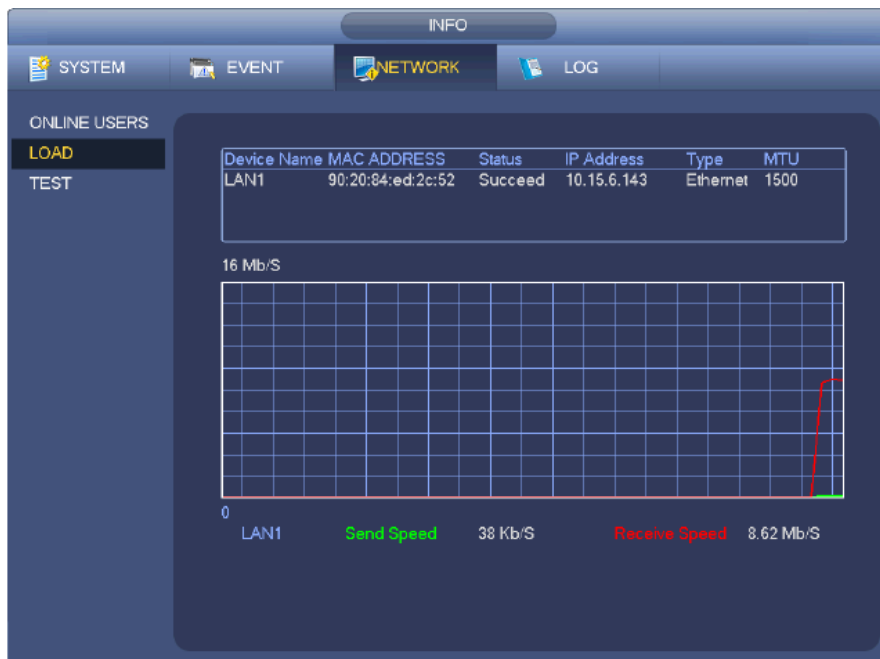 INFO
SYSTEM EVENT NETWORK LOG
ONLINE USERS
LOAD
TEST
Device Name MAC ADDRESS Status IP Address Type MTU
LAN1 90:20:84:ed:2c:52 Succeed 10.15.6.143 Ethernet 1500
16 Mb/S
0
LAN1 Send Speed 38 Kb/S Receive Speed 8.62 Mb/S